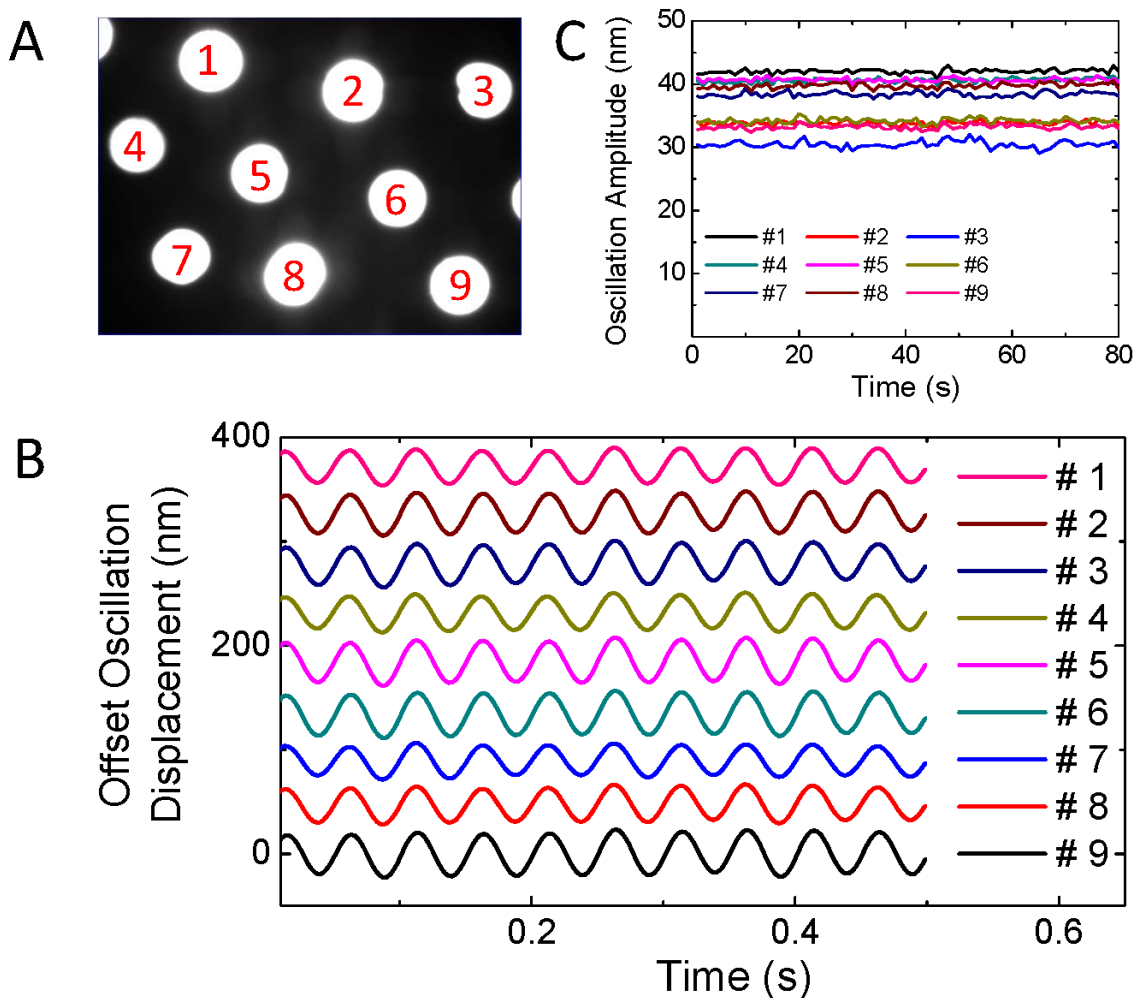 A
1
2
3
4
5
6
7
8
9
C
Oscillation Amplitude (nm)
50
40
30
20
10
#1 #2 #3
#4 #5 #6
#7 #8 #9
0 20 40 60 80
Time (s)
B
Offset Oscillation
Displacement (nm)
400
200
0
# 1
# 2
# 3
# 4
# 5
# 6
# 7
# 8
# 9
0.2 0.4 0.6
Time (s)